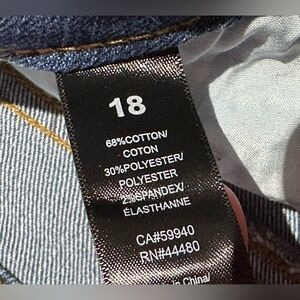 18
68%COTTON/
COTON
30%POLYESTER/
POLYESTER
2%SPANDEX/
ÉLASTHANNE
CA#59940
RN#44480
in China/